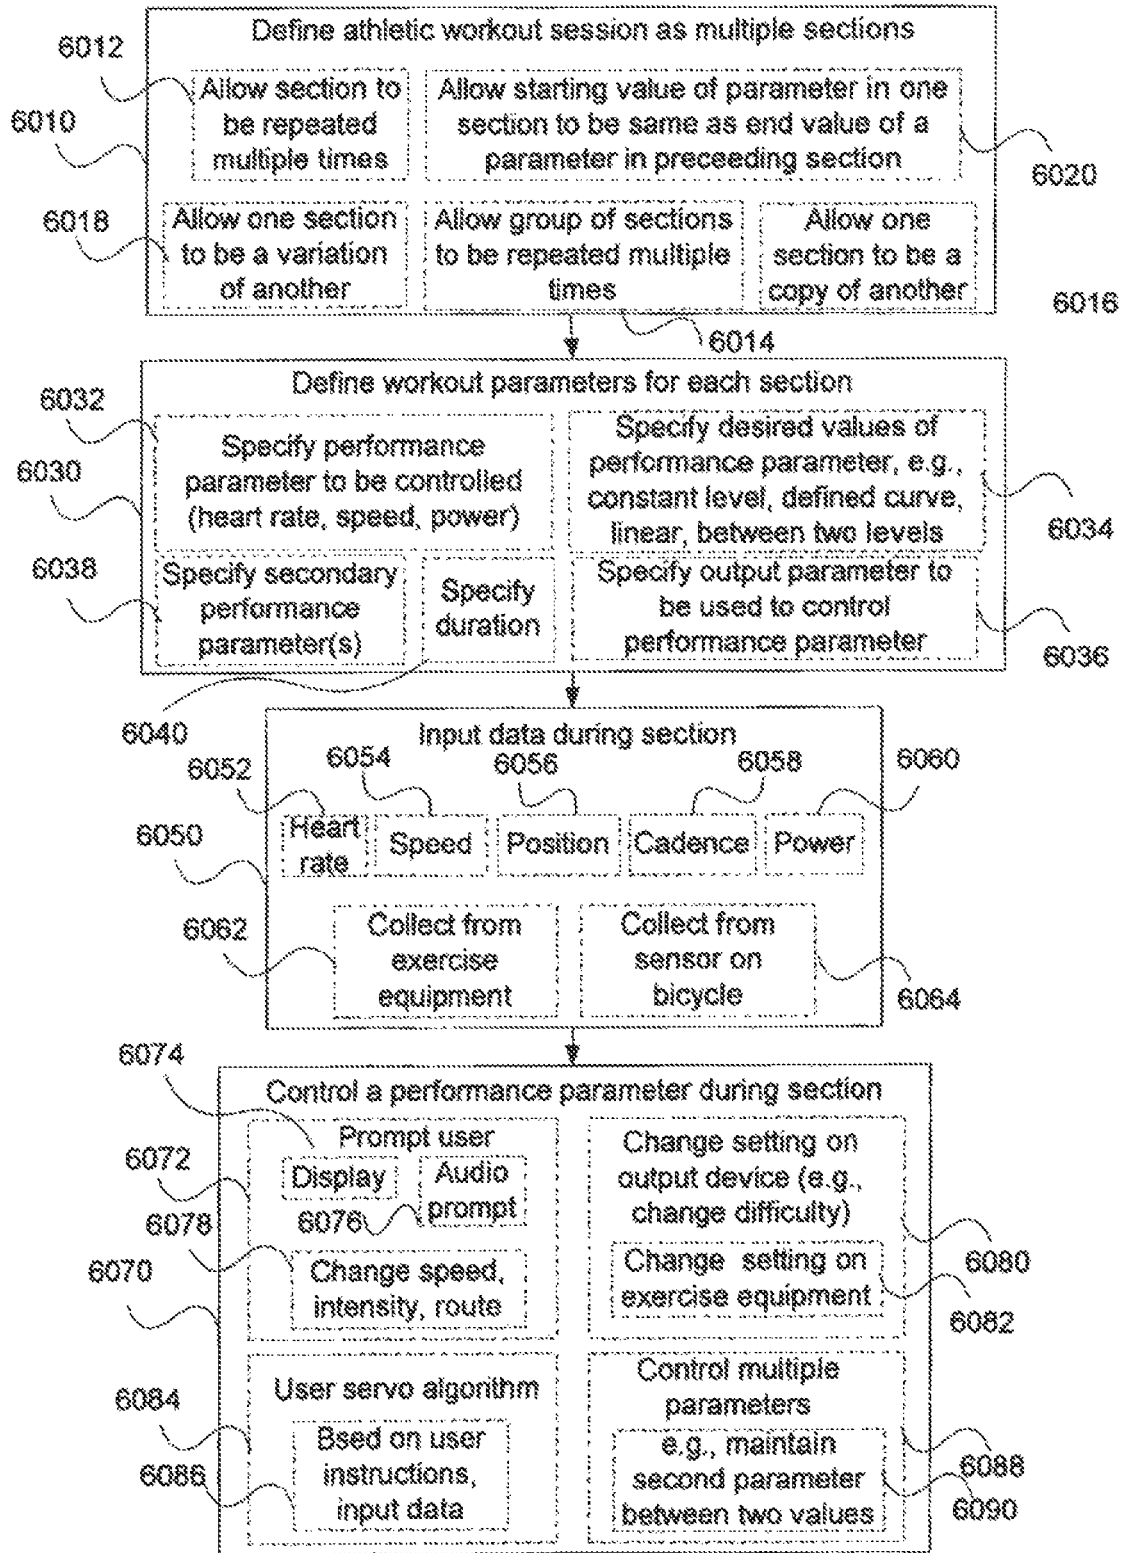 Define athletic workout session as multiple sections
6012
6010
Allow section to
be repeated
multiple times
Allow starting value of parameter in one
section to be same as end value of a
parameter in preceeding section
6020
6018
Allow one section
to be a variation
of another
Allow group of sections
to be repeated multiple
times
Allow one
section to be a
copy of another
6016
6014
Define workout parameters for each section
6032
6030
Specify performance
parameter to be controlled
(heart rate, speed, power)
Specify desired values of
performance parameter, e.g.,
constant level, defined curve,
linear, between two levels
6034
6038
Specify secondary
performance
parameter(s)
Specify
duration
Specify output parameter to
be used to control
performance parameter
6036
6040
Input data during section
6052
6054
6056
6058
6060
6050
Heart
rate
Speed
Position
Cadence
Power
6062
Collect from
exercise
equipment
Collect from
sensor on
bicycle
6064
6074
Control a performance parameter during section
6072
Prompt user
Display
Audio
prompt
6076
6078
6070
Change speed,
intensity, route
Change setting on
output device (e.g.,
change difficulty)
6080
Change setting on
exercise equipment
6082
6084
User servo algorithm
6086
Bsed on user
instructions,
input data
Control multiple
parameters
6088
e.g., maintain
second parameter
between two values
6090